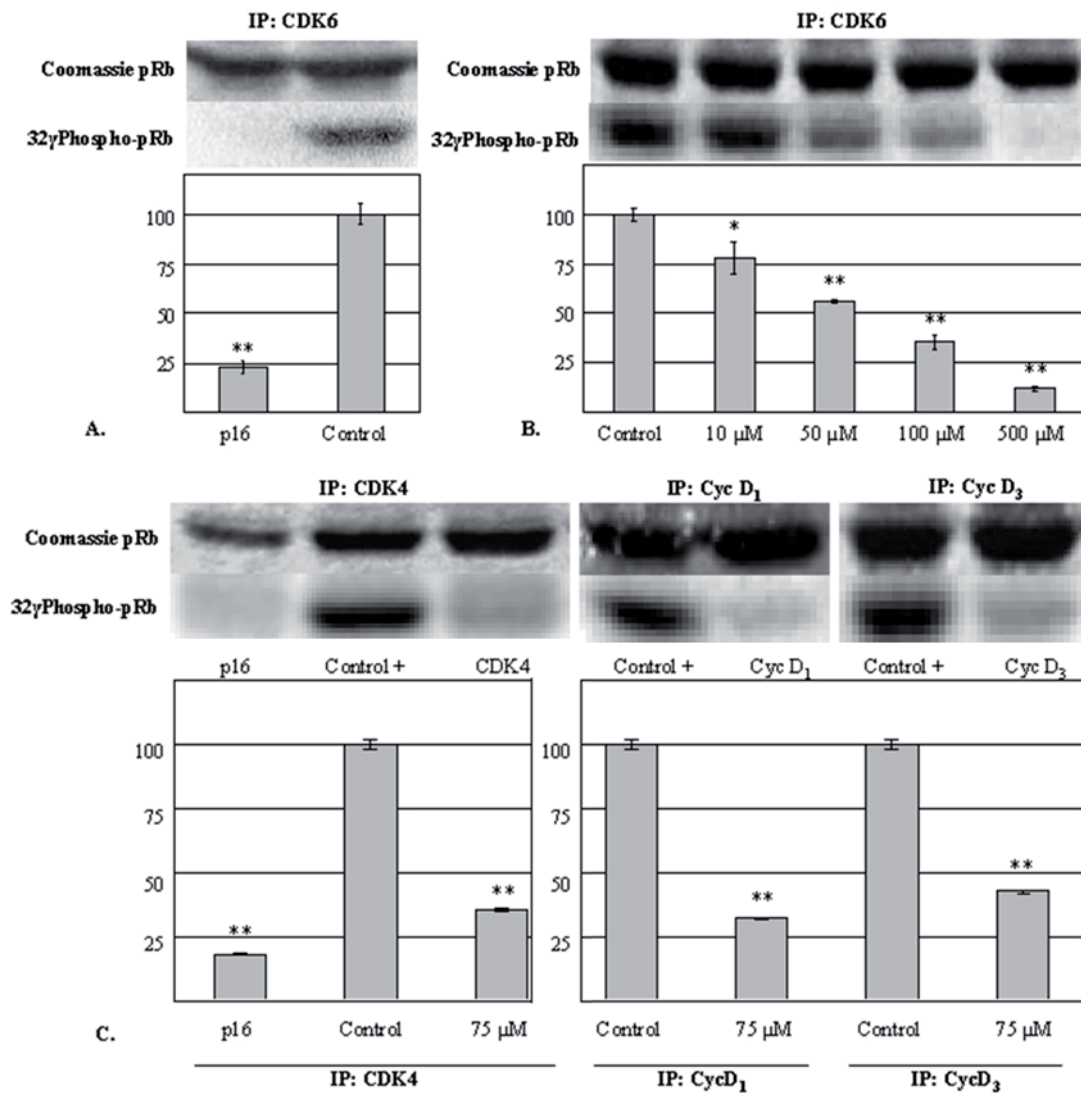 IP: CDK6
IP: CDK6
Coomassie pRb
Coomassie pRb
32γPhospho-pRb
32γPhospho-pRb
100
75
50
25
**
p16
Control
A.
100
75
50
25
*
**
**
**
Control
10 μM
50 μM
100 μM
500 μM
B.
IP: CDK4
IP: Cyc D₁
IP: Cyc D₃
Coomassie pRb
32γPhospho-pRb
p16
Control +
CDK4
Control +
Cyc D₁
Control +
Cyc D₃
100
75
50
25
**
**
100
75
50
25
**
**
C.
p16
Control
75 μM
Control
75 μM
Control
75 μM
IP: CDK4
IP: CycD₁
IP: CycD₃